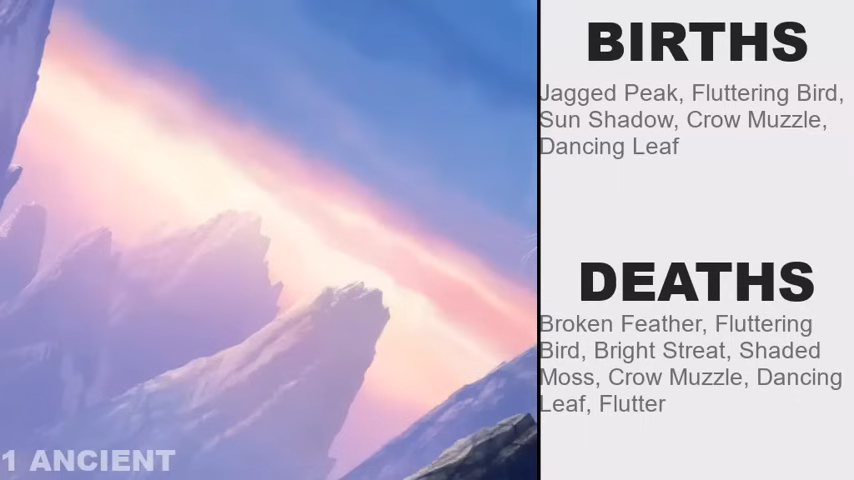 BIRTHS
Jagged Peak, Fluttering Bird,
Sun Shadow, Crow Muzzle,
Dancing Leaf
DEATHS
Broken Feather, Fluttering
Bird, Bright Streat, Shaded
Moss, Crow Muzzle, Dancing
Leaf, Flutter
1 ANCIENT